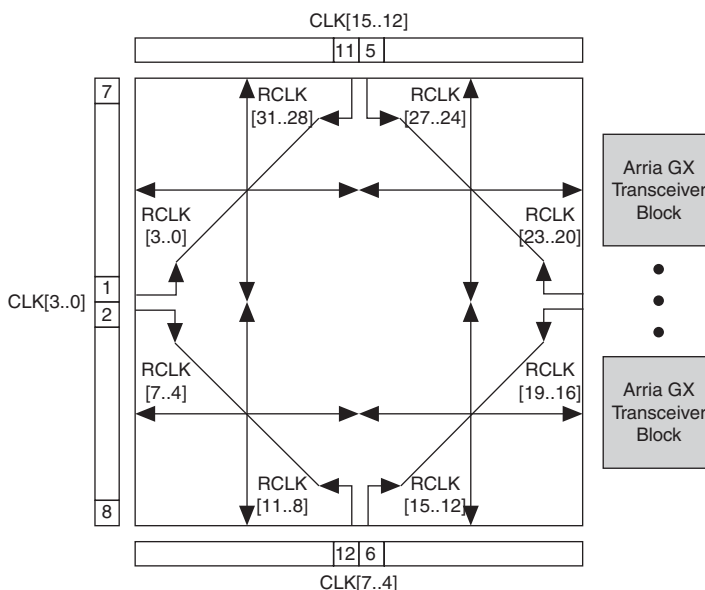 CLK[15..12]
11 5
7
RCLK
[31..28]
RCLK
[27..24]
Arria GX
Transceiver
Block
RCLK
[3..0]
RCLK
[23..20]
CLK[3..0]
1
2
RCLK
[7..4]
RCLK
[19..16]
Arria GX
Transceiver
Block
RCLK
[11..8]
RCLK
[15..12]
8
12 6
CLK[7..4]